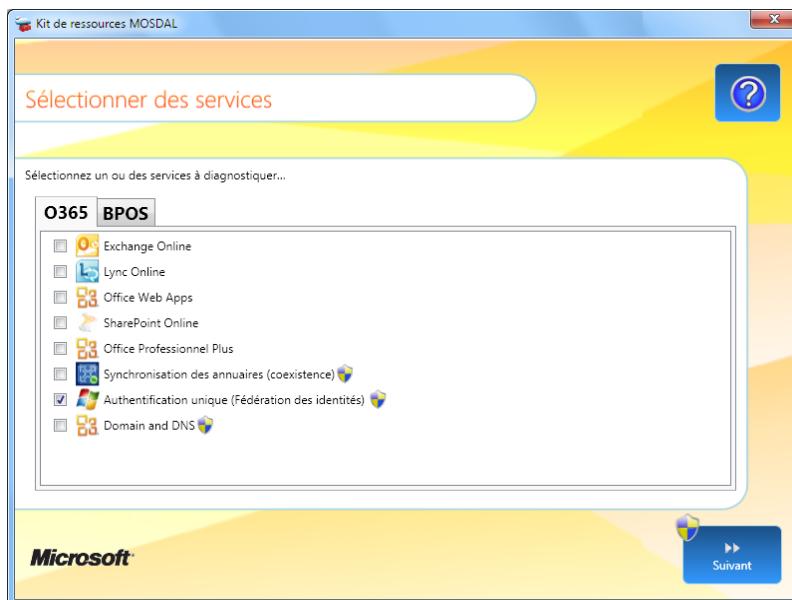 Kit de ressources MOSDAL
Sélectionner des services
Sélectionnez un ou des services à diagnostiquer...
O365 BPOS
Exchange Online
Lync Online
Office Web Apps
SharePoint Online
Office Professionnel Plus
Synchronisation des annuaires (coexistence)
Authentification unique (Fédération des identités)
Domain and DNS
Microsoft
Suivant